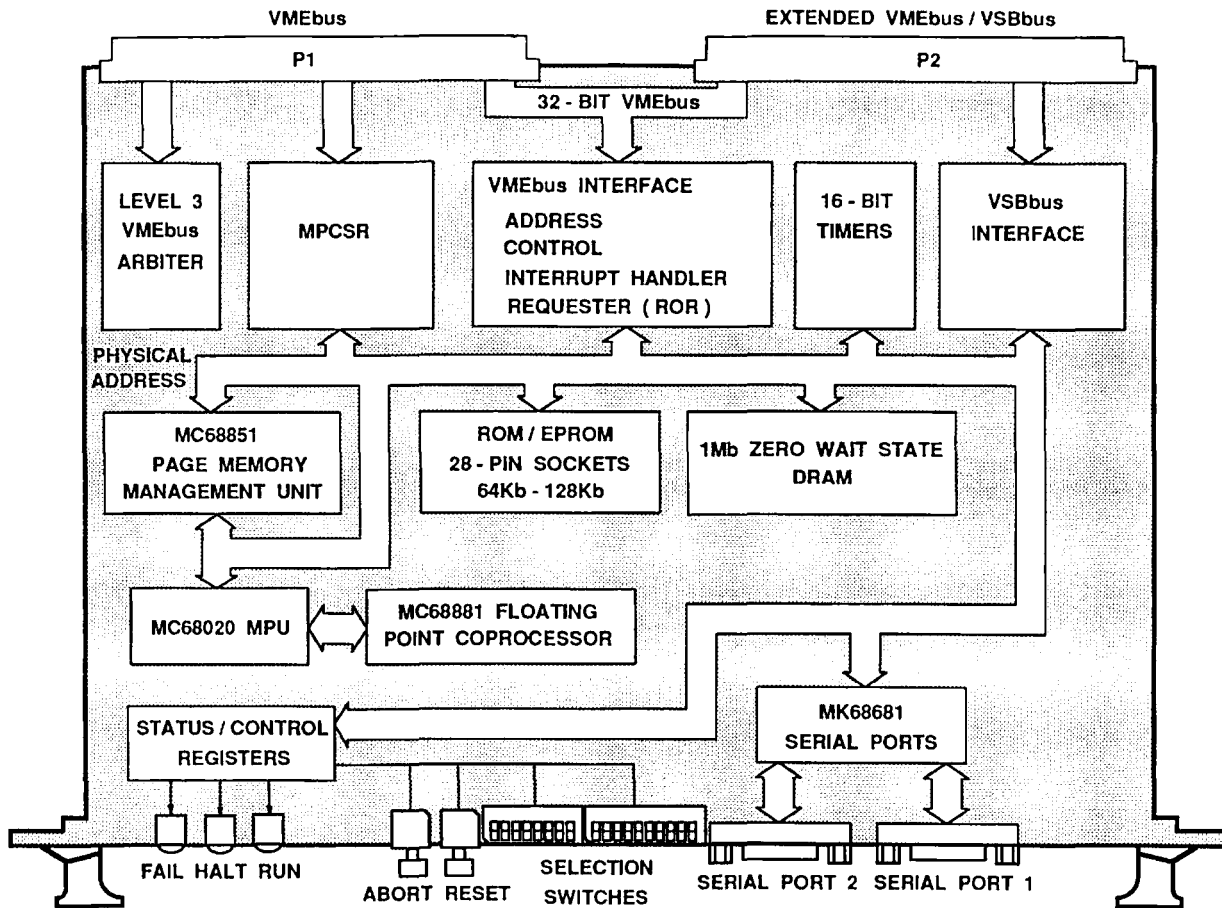 VMEbus
EXTENDED VMEbus / VSBbus
P1
P2
32 - BIT VMEbus
LEVEL 3
VMEbus
ARBITER
MPCSR
VMEbus INTERFACE
ADDRESS
CONTROL
INTERRUPT HANDLER
REQUESTER ( ROR )
16 - BIT
TIMERS
VSBbus
INTERFACE
PHYSICAL
ADDRESS
MC68851
PAGE MEMORY
MANAGEMENT UNIT
ROM / EPROM
28 - PIN SOCKETS
64Kb - 128Kb
1Mb ZERO WAIT STATE
DRAM
MC68020 MPU
MC68881 FLOATING
POINT COPROCESSOR
STATUS / CONTROL
REGISTERS
MK68681
SERIAL PORTS
FAIL HALT RUN
ABORT RESET
SELECTION
SWITCHES
SERIAL PORT 2
SERIAL PORT 1